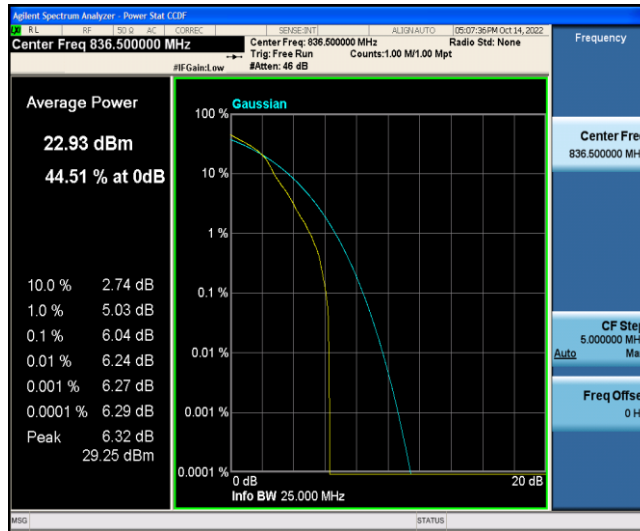 Agilent Spectrum Analyzer - Power Stat CCDF
RL RF 50 Ω AC CORREC SENSE:INT ALIGNAUTO 05:07:36PM Oct 14, 2022
Center Freq 836.500000 MHz
Center Freq: 836.500000 MHz Radio Std: None
Trig: Free Run Counts:1.00 M/1.00 Mpt
#IFGain:Low #Atten: 46 dB
Frequency
Average Power
22.93 dBm
44.51 % at 0dB
10.0 % 2.74 dB
1.0 % 5.03 dB
0.1 % 6.04 dB
0.01 % 6.24 dB
0.001 % 6.27 dB
0.0001 % 6.29 dB
Peak 6.32 dB
29.25 dBm
Gaussian
100 %
10 %
1 %
0.1 %
0.01 %
0.001 %
0.0001 %
0 dB 20 dB
Info BW 25.000 MHz
Center Fre
836.500000 MH
CF Step
5.000000 MH
Auto Ma
Freq Offse
0 H
MSG STATUS